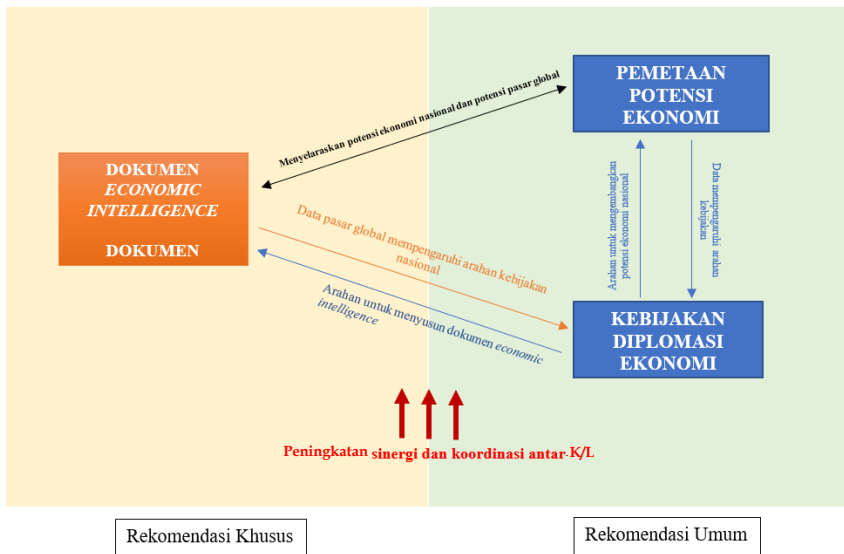 PEMETAAN
POTENSI
EKONOMI
Menyelaraskan potensi ekonomi nasional dan potensi pasar global
DOKUMEN
ECONOMIC
INTELLIGENCE
DOKUMEN
Arahan untuk mengembangkan
potensi ekonomi nasional
Data mempengaruhi arahan
kebijakan
Data pasar global mempengaruhi arahan kebijakan
nasional
Arahan untuk menyusun dokumen economic
intelligence
KEBIJAKAN
DIPLOMASI
EKONOMI
Peningkatan sinergi dan koordinasi antar-K/L
Rekomendasi Khusus
Rekomendasi Umum